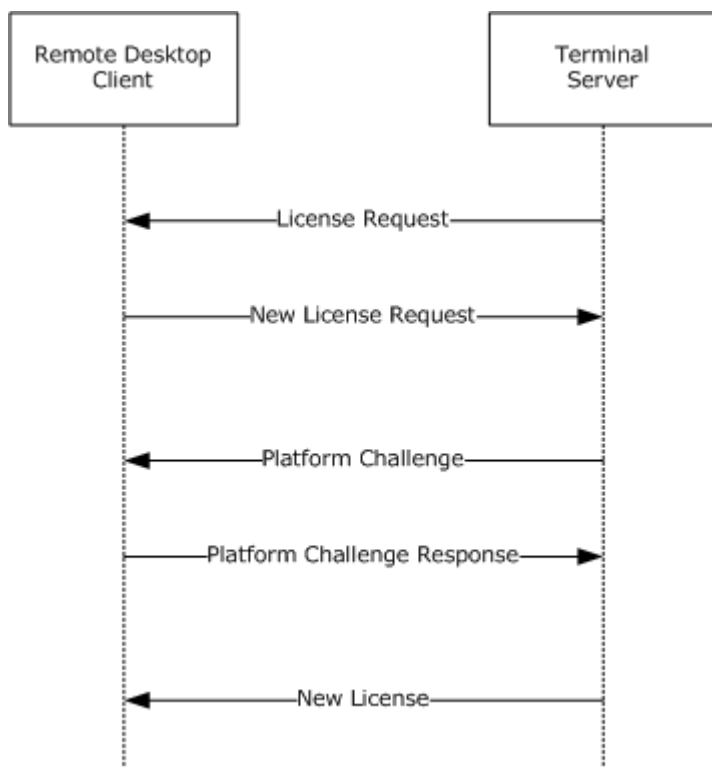 Remote Desktop
Client
Terminal
Server
License Request
New License Request
Platform Challenge
Platform Challenge Response
New License